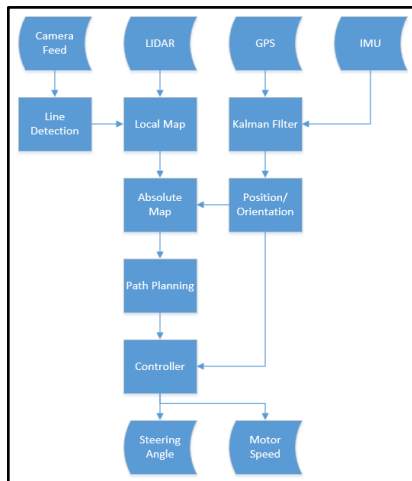 Camera
Feed
LIDAR
GPS
IMU
Line
Detection
Local Map
Kalman FIlter
Absolute
Map
Position/
Orientation
Path Planning
Controller
Steering
Angle
Motor
Speed